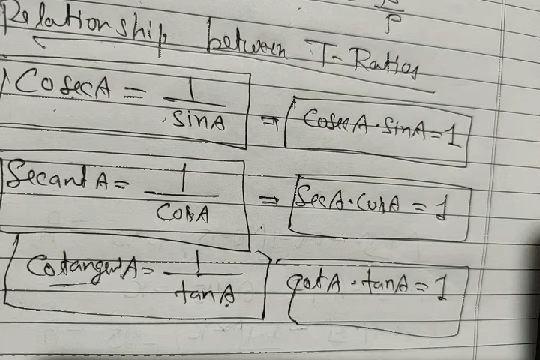 Relationship between T-Ratios
CosecA = 1/sinA ⇒ CosecA·sinA=1
Secant A = 1/CosA ⇒ SecA·CosA = 1
CotangentA = 1/tanA CotA·tanA=1